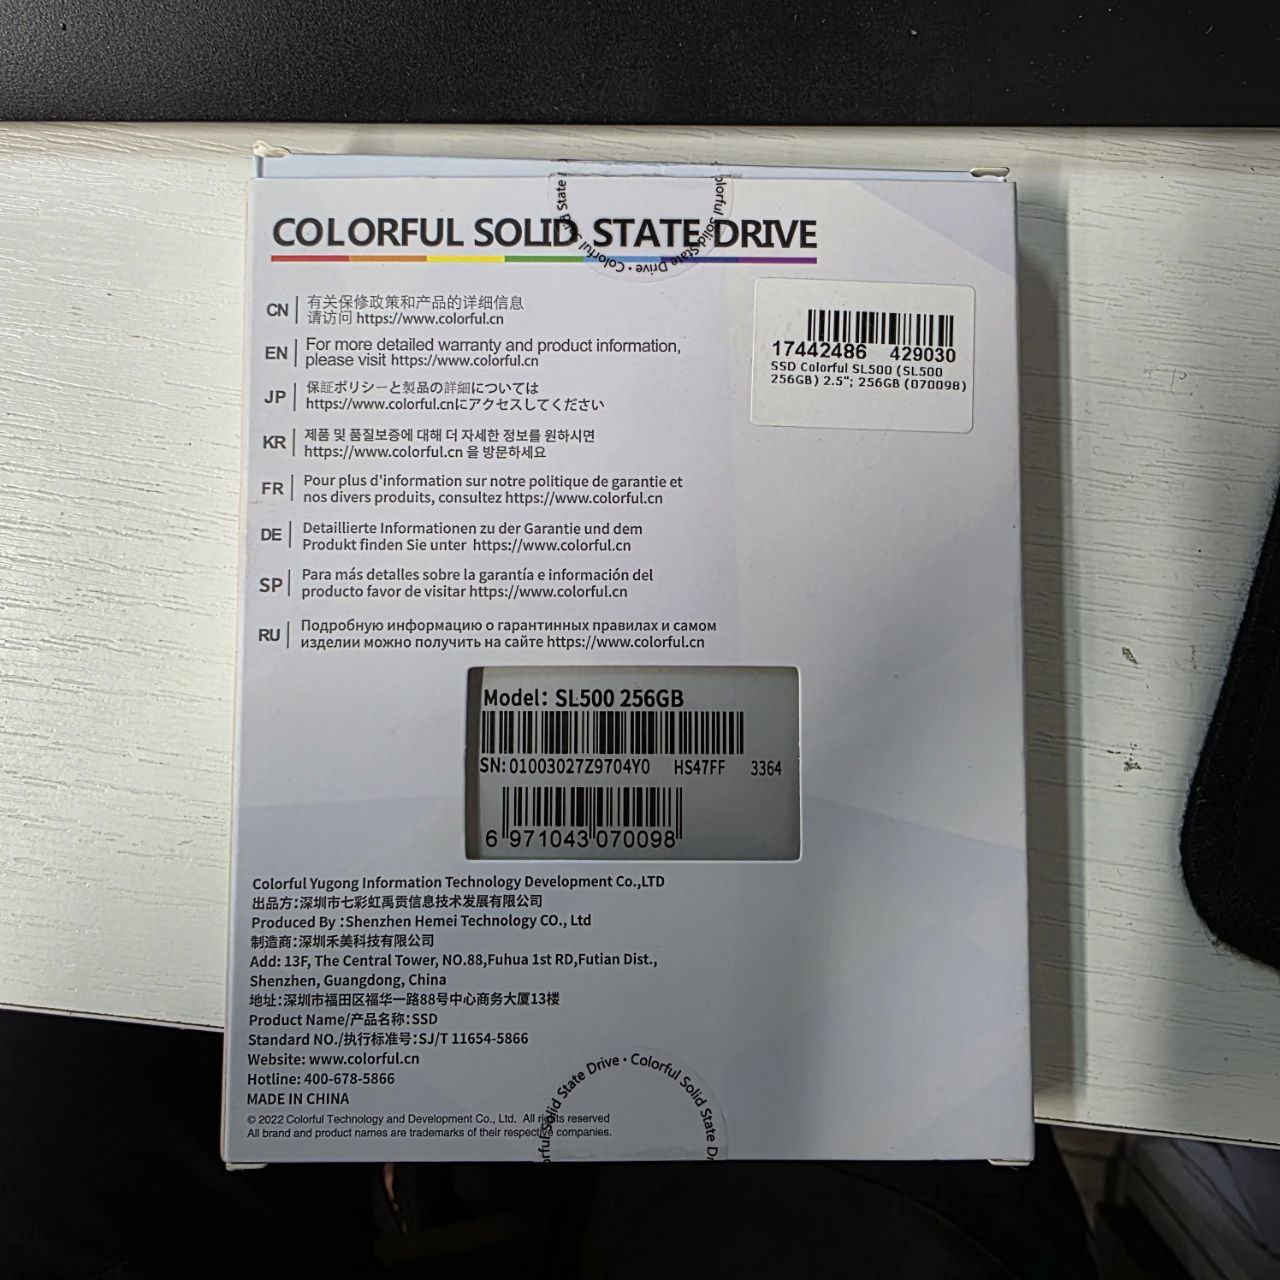 COLORFUL SOLID STATE DRIVE
olorful Solid State Drive • Colorful Solid State
CN
有关保修政策和产品的详细信息
请访问 https://www.colorful.cn
EN
For more detailed warranty and product information,
please visit https://www.colorful.cn
JP
保証ポリシーと製品の詳細については
https://www.colorful.cnにアクセスしてください
KR
제품 및 품질보증에 대해 더 자세한 정보를 원하시면
https://www.colorful.cn 을 방문하세요
FR
Pour plus d'information sur notre politique de garantie et
nos divers produits, consultez https://www.colorful.cn
DE
Detaillierte Informationen zu der Garantie und dem
Produkt finden Sie unter https://www.colorful.cn
SP
Para más detalles sobre la garantía e información del
producto favor de visitar https://www.colorful.cn
RU
Подробную информацию о гарантинных правилах и самом
изделии можно получить на сайте https://www.colorful.cn
17442486 429030
SSD Colorful SL500 (SL500
256GB) 2.5"; 256GB (070098)
Model: SL500 256GB
SN: 01003027Z9704Y0 HS47FF 3364
6 971043 070098
Colorful Yugong Information Technology Development Co.,LTD
出品方：深圳市七彩虹禹贡信息技术发展有限公司
Produced By：Shenzhen Hemei Technology CO., Ltd
制造商：深圳禾美科技有限公司
Add: 13F, The Central Tower, NO.88,Fuhua 1st RD,Futian Dist.,
Shenzhen, Guangdong, China
地址：深圳市福田区福华一路88号中心商务大厦13楼
Product Name/产品名称：SSD
Standard NO./执行标准号：SJ/T 11654-5866
Website: www.colorful.cn
Hotline: 400-678-5866
MADE IN CHINA
© 2022 Colorful Technology and Development Co., Ltd. All rights reserved
All brand and product names are trademarks of their respective companies.
rful Solid State Drive • Colorful Solid State Dr